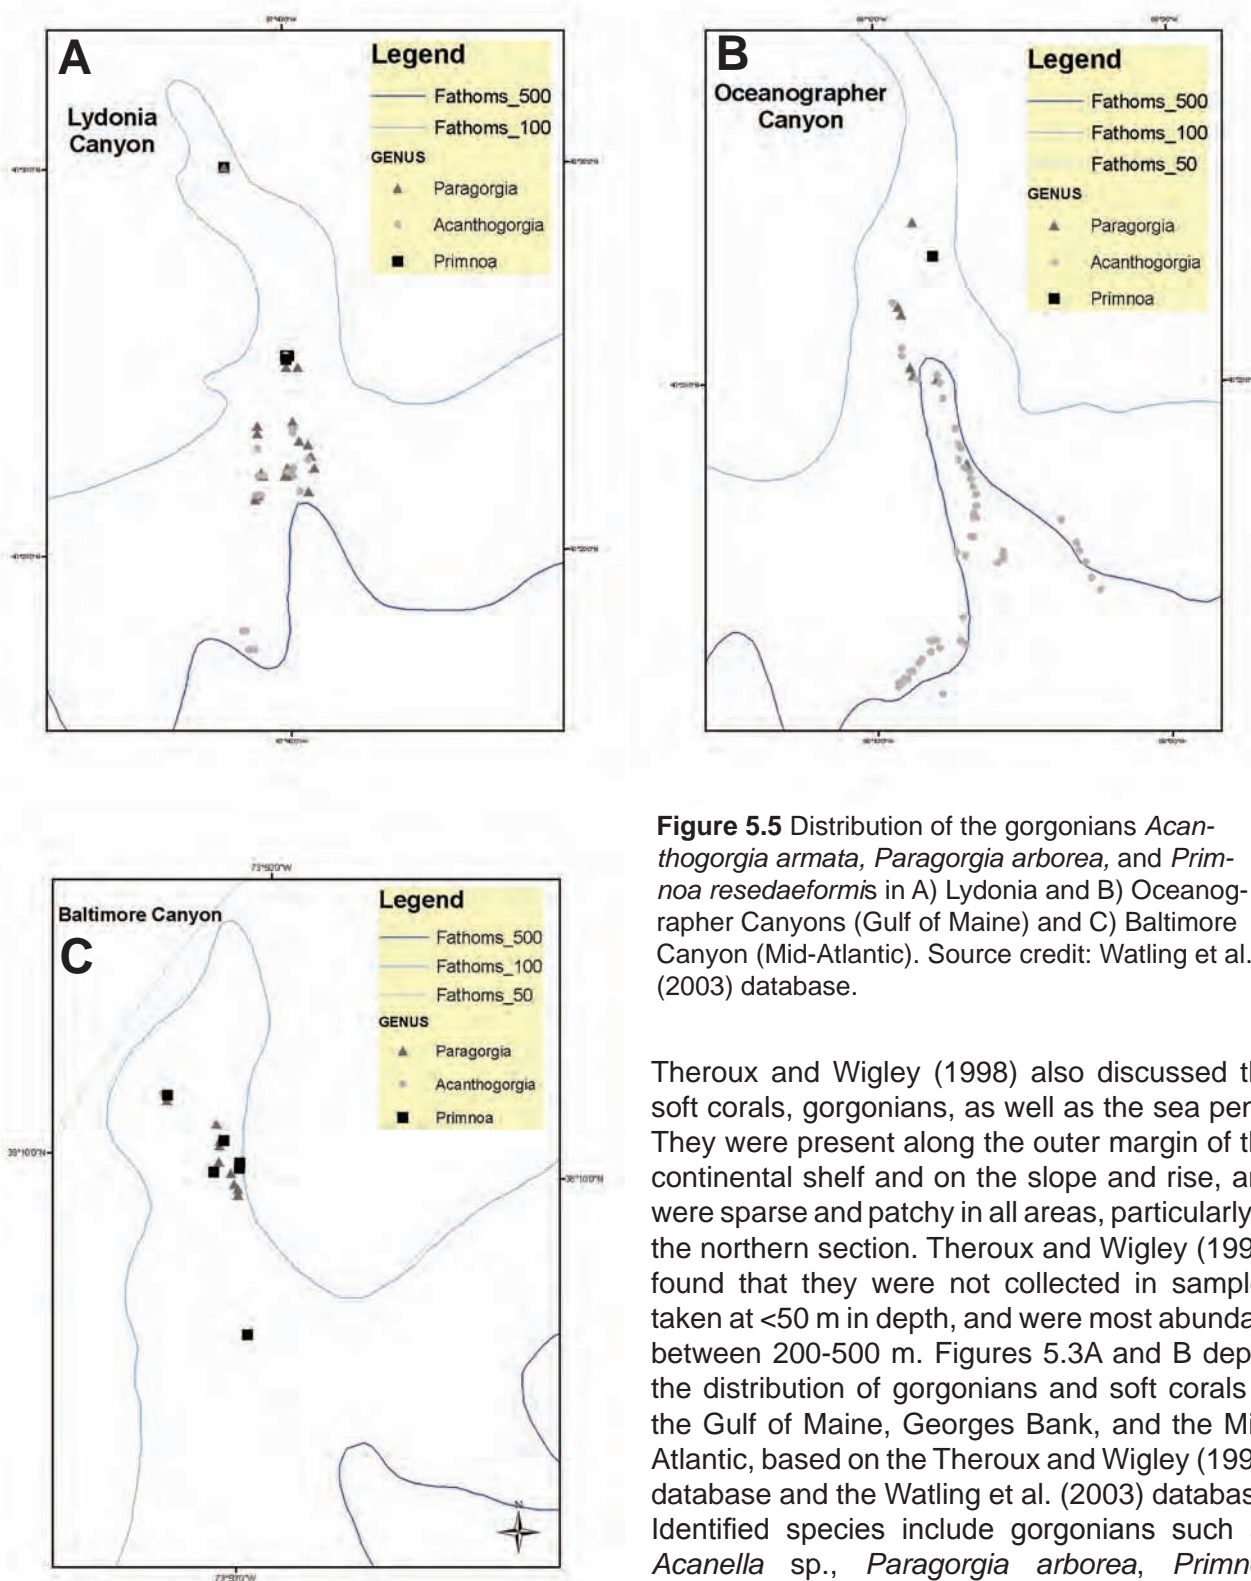 A
Lydonia
Canyon
Legend
Fathoms_500
Fathoms_100
GENUS
Paragorgia
Acanthogorgia
Primnoa
B
Oceanographer
Canyon
Legend
Fathoms_500
Fathoms_100
Fathoms_50
GENUS
Paragorgia
Acanthogorgia
Primnoa
Baltimore Canyon
C
Legend
Fathoms_500
Fathoms_100
Fathoms_50
GENUS
Paragorgia
Acanthogorgia
Primnoa
N
Figure 5.5 Distribution of the gorgonians Acan-
thogorgia armata, Paragorgia arborea, and Prim-
noa resedaeformis in A) Lydonia and B) Oceanog-
rapher Canyons (Gulf of Maine) and C) Baltimore
Canyon (Mid-Atlantic). Source credit: Watling et al.
(2003) database.
Theroux and Wigley (1998) also discussed th
soft corals, gorgonians, as well as the sea pen
They were present along the outer margin of th
continental shelf and on the slope and rise, an
were sparse and patchy in all areas, particularly
the northern section. Theroux and Wigley (199
found that they were not collected in sample
taken at <50 m in depth, and were most abunda
between 200-500 m. Figures 5.3A and B dep
the distribution of gorgonians and soft corals
the Gulf of Maine, Georges Bank, and the Mi
Atlantic, based on the Theroux and Wigley (199
database and the Watling et al. (2003) databas
Identified species include gorgonians such
Acanella sp., Paragorgia arborea, Primn